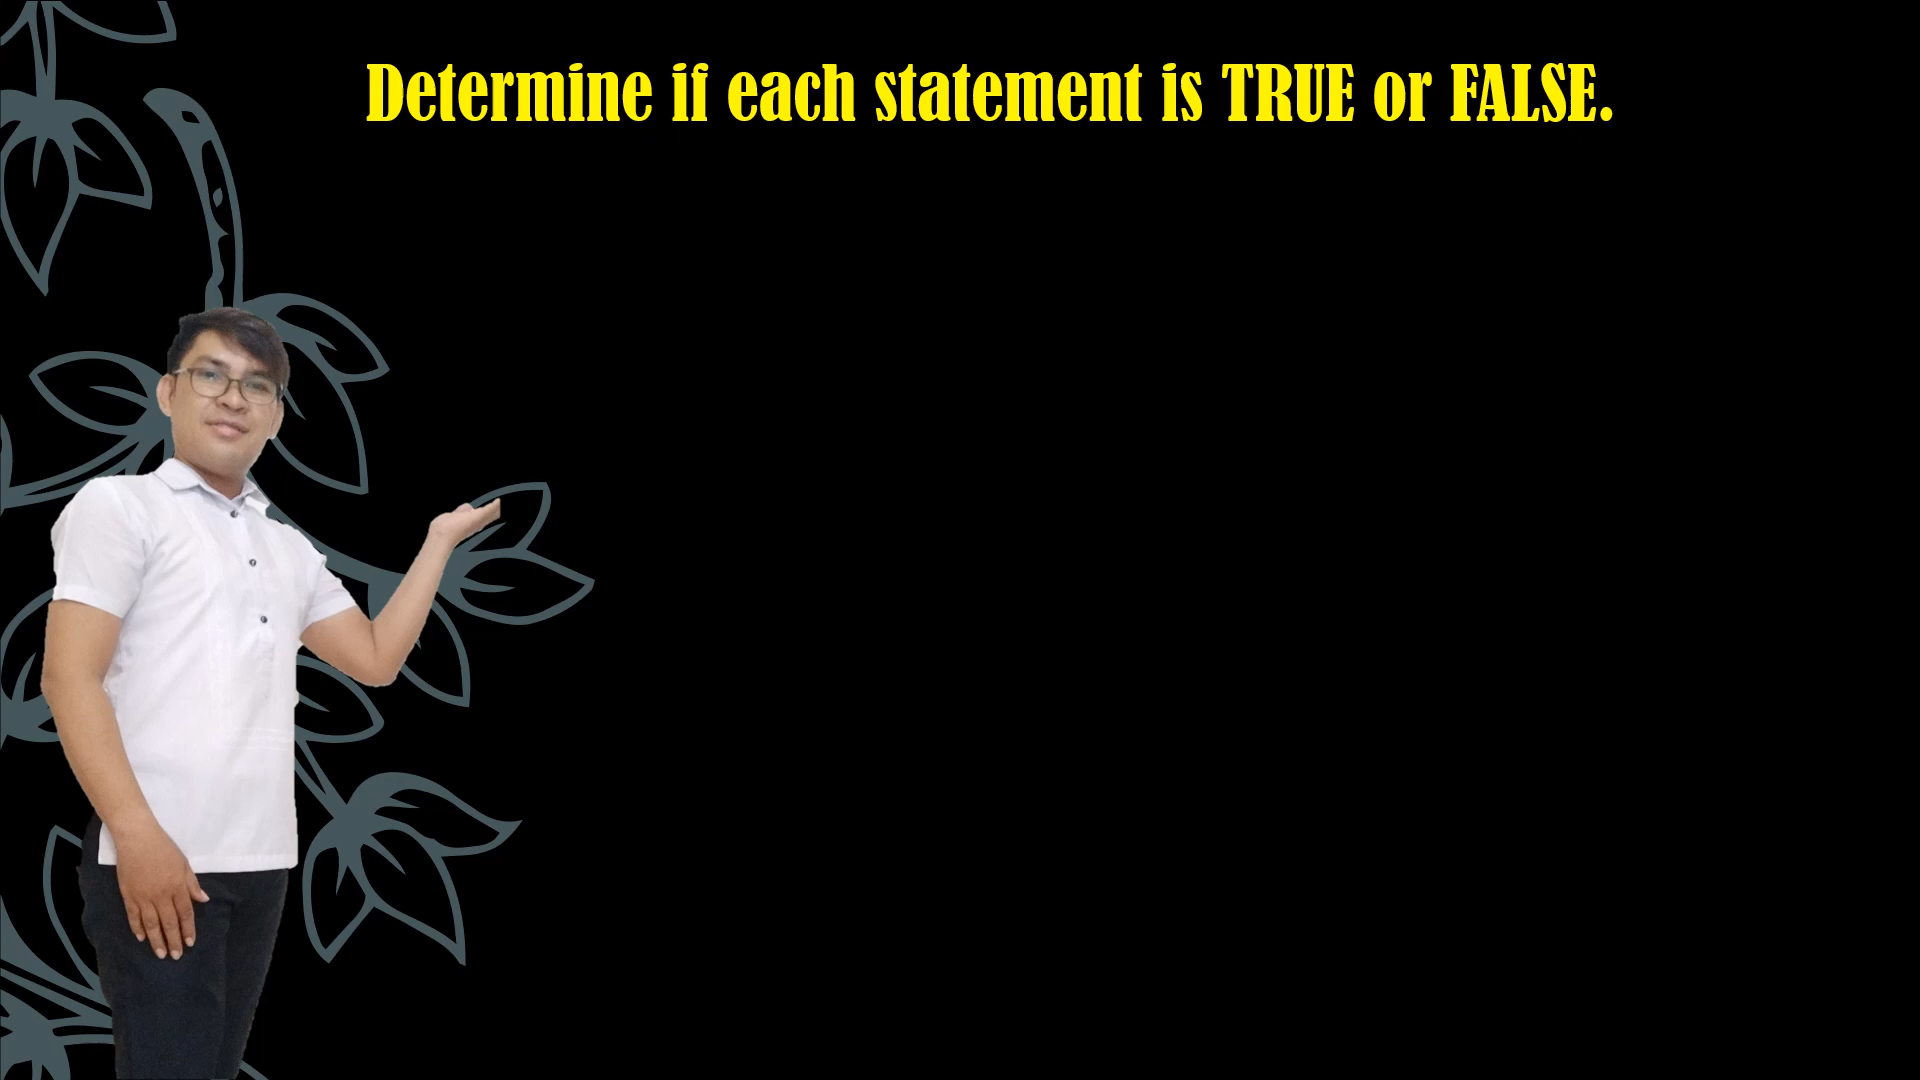 Determine if each statement is TRUE or FALSE.